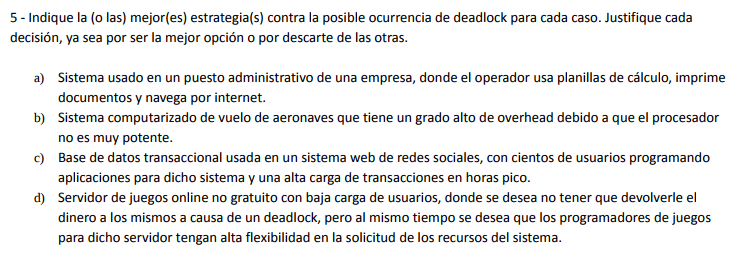 5 - Indique la (o las) mejor(es) estrategia(s) contra la posible ocurrencia de deadlock para cada caso. Justifique cada
decisión, ya sea por ser la mejor opción o por descarte de las otras.
a) Sistema usado en un puesto administrativo de una empresa, donde el operador usa planillas de cálculo, imprime
documentos y navega por internet.
b) Sistema computarizado de vuelo de aeronaves que tiene un grado alto de overhead debido a que el procesador
no es muy potente.
c) Base de datos transaccional usada en un sistema web de redes sociales, con cientos de usuarios programando
aplicaciones para dicho sistema y una alta carga de transacciones en horas pico.
d) Servidor de juegos online no gratuito con baja carga de usuarios, donde se desea no tener que devolverle el
dinero a los mismos a causa de un deadlock, pero al mismo tiempo se desea que los programadores de juegos
para dicho servidor tengan alta flexibilidad en la solicitud de los recursos del sistema.